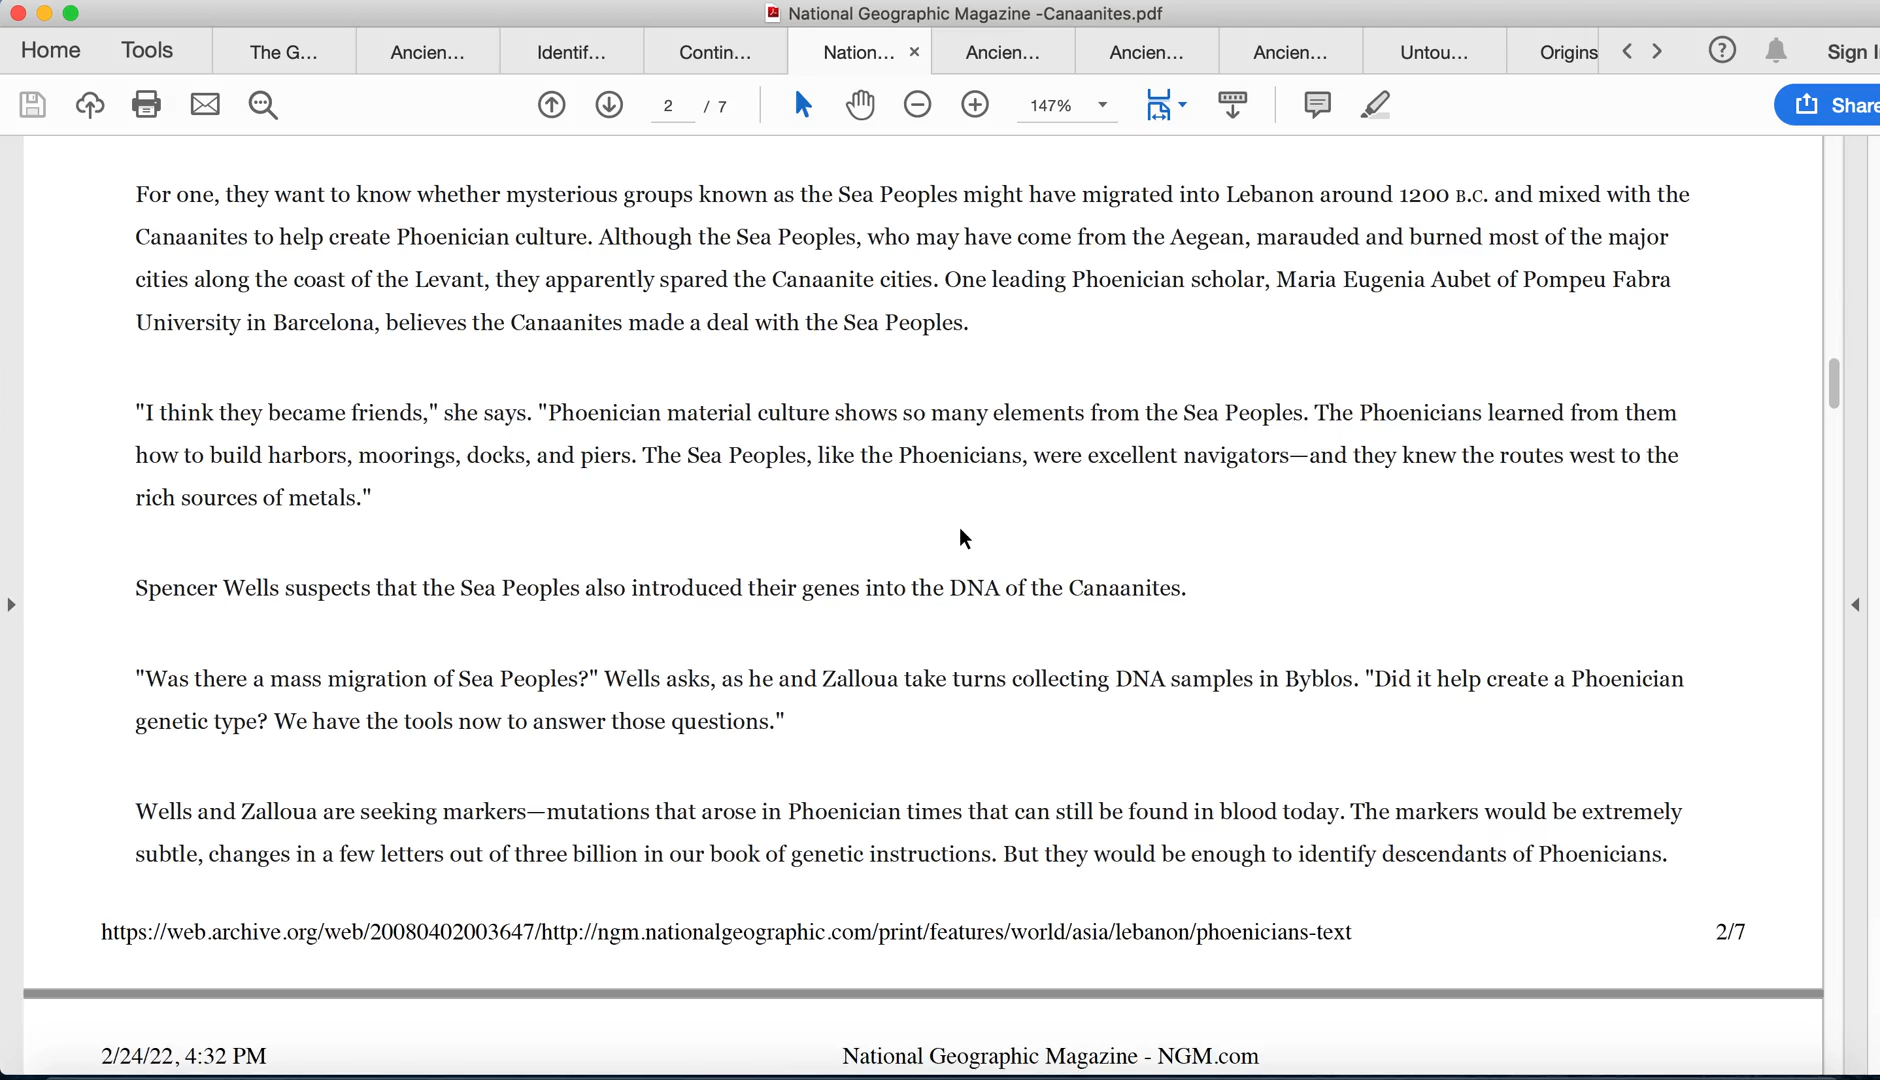 National Geographic Magazine -Canaanites.pdf
Home Tools The G... Ancien... Identif... Contin... Nation... × Ancien... Ancien... Ancien... Untou... Origins Sign I
2 / 7 147% Share
For one, they want to know whether mysterious groups known as the Sea Peoples might have migrated into Lebanon around 1200 B.C. and mixed with the
Canaanites to help create Phoenician culture. Although the Sea Peoples, who may have come from the Aegean, marauded and burned most of the major
cities along the coast of the Levant, they apparently spared the Canaanite cities. One leading Phoenician scholar, Maria Eugenia Aubet of Pompeu Fabra
University in Barcelona, believes the Canaanites made a deal with the Sea Peoples.
"I think they became friends," she says. "Phoenician material culture shows so many elements from the Sea Peoples. The Phoenicians learned from them
how to build harbors, moorings, docks, and piers. The Sea Peoples, like the Phoenicians, were excellent navigators—and they knew the routes west to the
rich sources of metals."
Spencer Wells suspects that the Sea Peoples also introduced their genes into the DNA of the Canaanites.
"Was there a mass migration of Sea Peoples?" Wells asks, as he and Zalloua take turns collecting DNA samples in Byblos. "Did it help create a Phoenician
genetic type? We have the tools now to answer those questions."
Wells and Zalloua are seeking markers—mutations that arose in Phoenician times that can still be found in blood today. The markers would be extremely
subtle, changes in a few letters out of three billion in our book of genetic instructions. But they would be enough to identify descendants of Phoenicians.
https://web.archive.org/web/20080402003647/http://ngm.nationalgeographic.com/print/features/world/asia/lebanon/phoenicians-text 2/7
2/24/22, 4:32 PM National Geographic Magazine - NGM.com